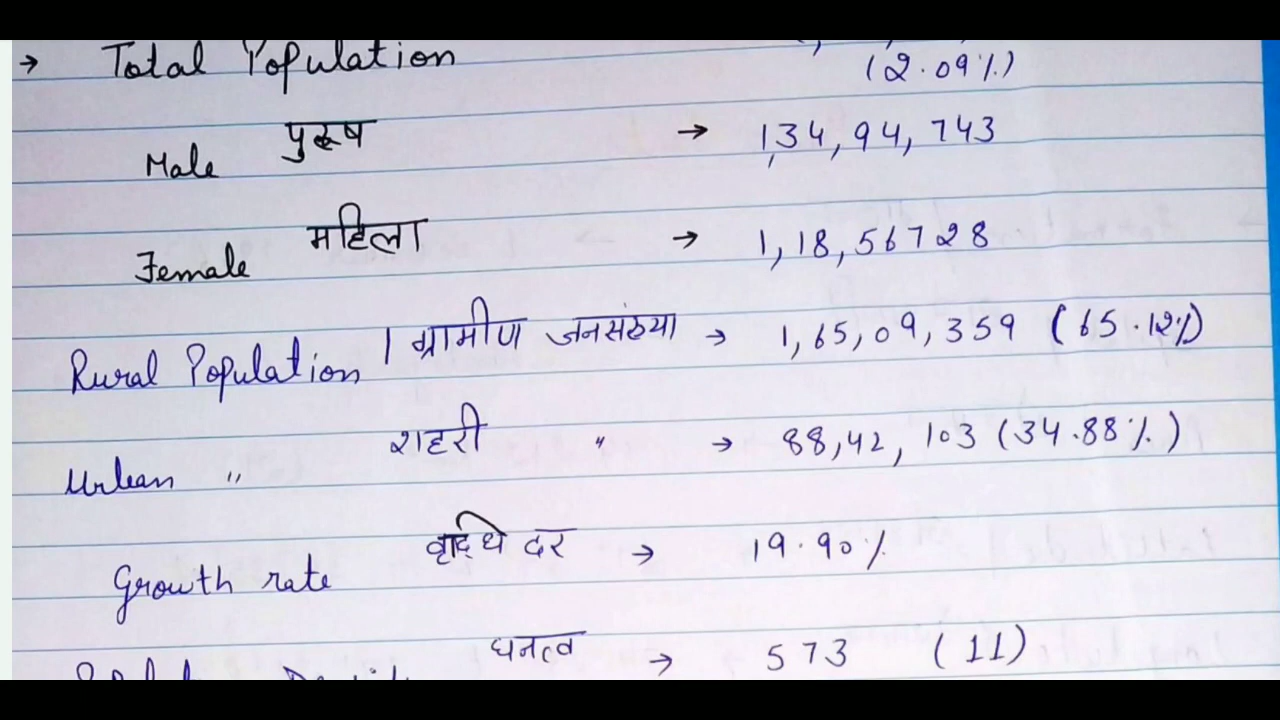 → Total Population
(2.09%)
Male पुरूष → 1,34,94,743
Female महिला → 1,18,56728
Rural Population / ग्रामीण जनसंख्या → 1,65,09,359 (65.12%)
Urban " शहरी " → 88,42,103 (34.88%)
Growth rate वृद्धि दर → 19.90%
घनत्व → 573 (11)